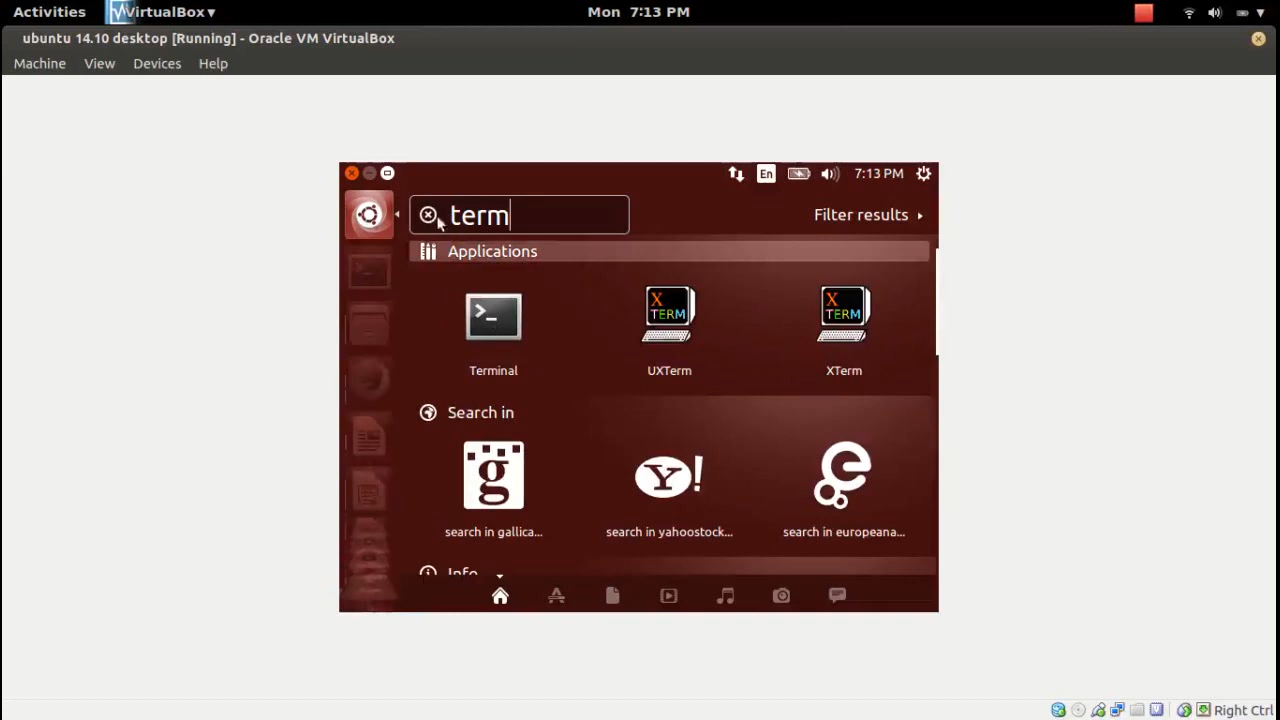 Activities VirtualBox ▾ Mon 7:13 PM
ubuntu 14.10 desktop [Running] - Oracle VM VirtualBox
Machine View Devices Help
En 7:13 PM
term Filter results
Applications
X TERM X TERM
Terminal UXTerm XTerm
Search in
g Y! e
search in gallica... search in yahoostock... search in europeana...
Info
Right Ctrl